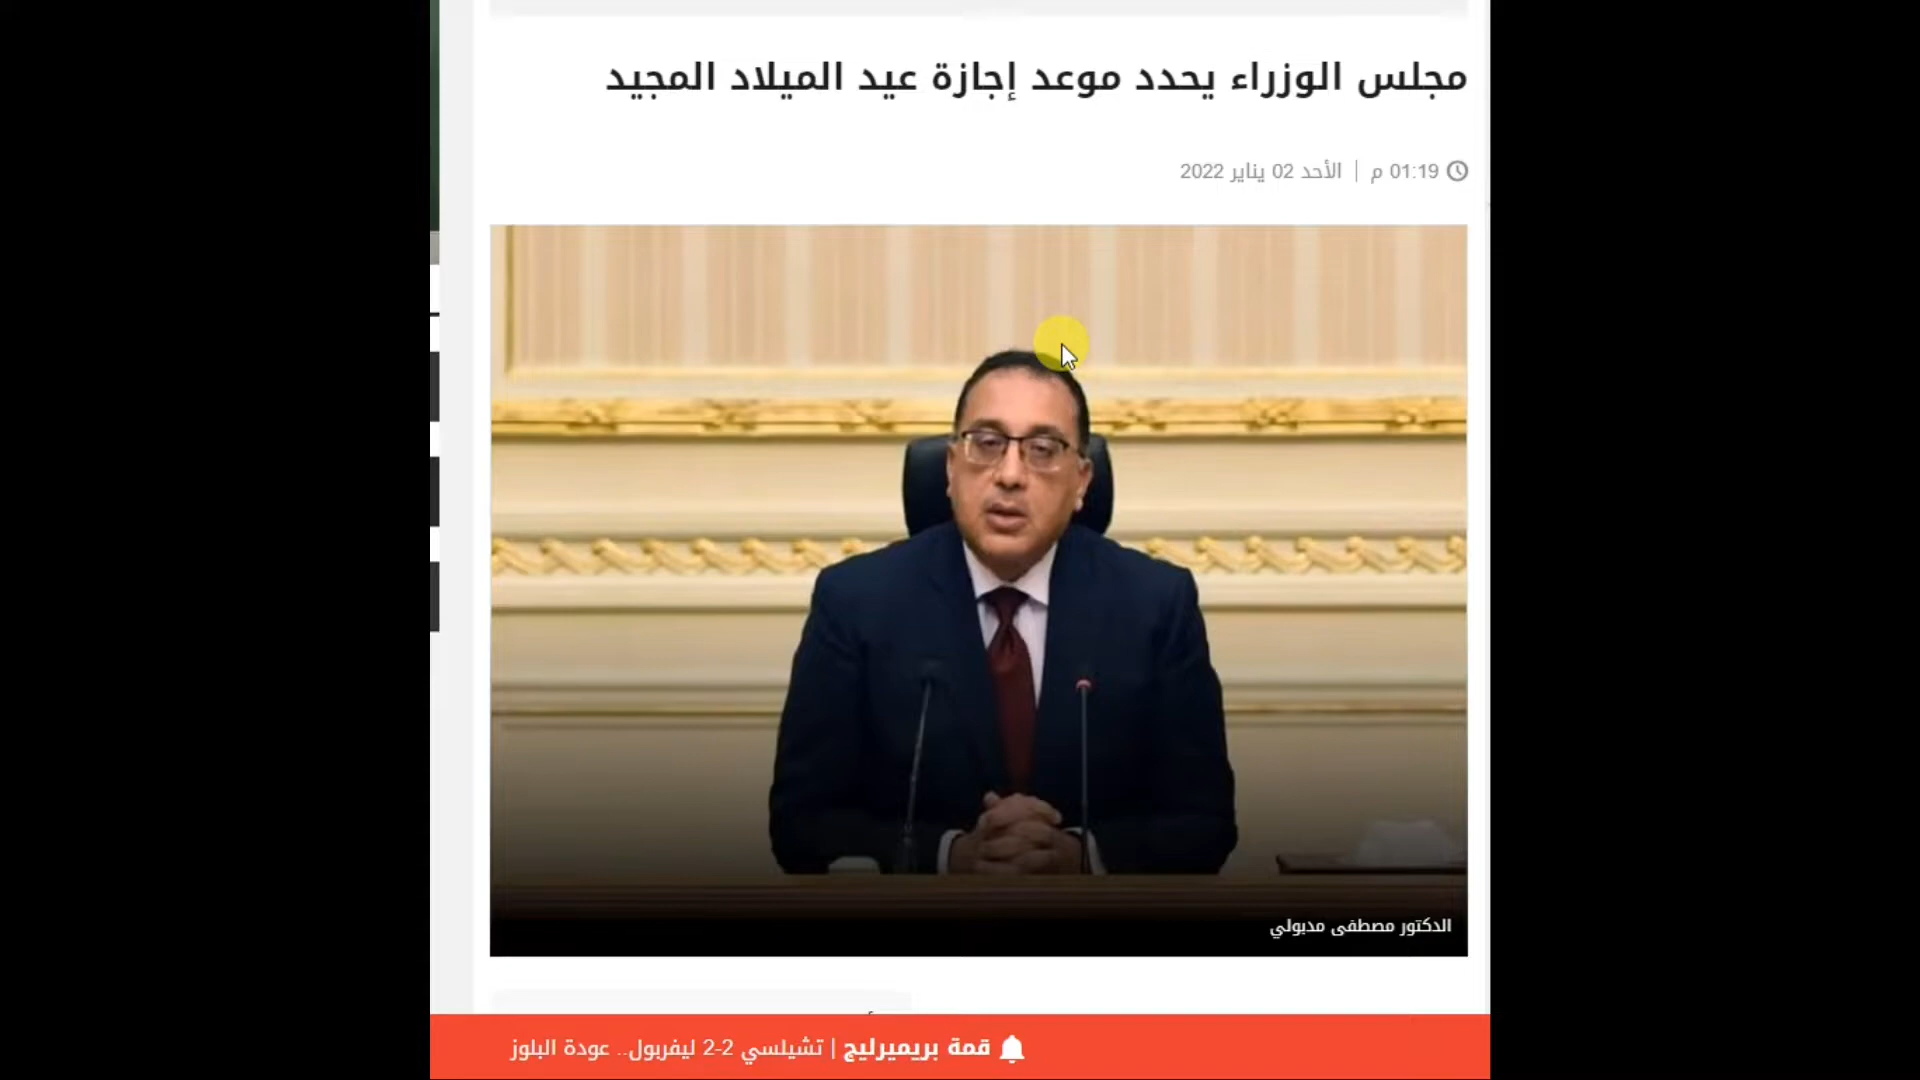 مجلس الوزراء يحدد موعد إجازة عيد الميلاد المجيد
01:19 م | الأحد 02 يناير 2022
الدكتور مصطفى مدبولي
قمة بريميرليج | تشيلسي 2-2 ليفربول.. عودة البلوز